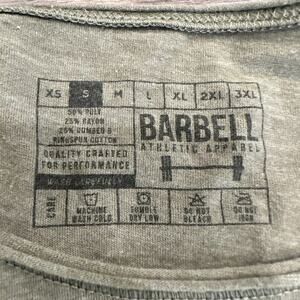 XS S M L XL 2XL 3XL
50% POLY
25% RAYON
25% COMBED &
RINGSPUN COTTON
BARBELL
ATHLETIC APPAREL
QUALITY CRAFTED
FOR PERFORMANCE
WASH CAREFULLY
CARE
MACHINE
WASH COLD
TUMBLE
DRY LOW
DO NOT
BLEACH
DO NOT
IRON